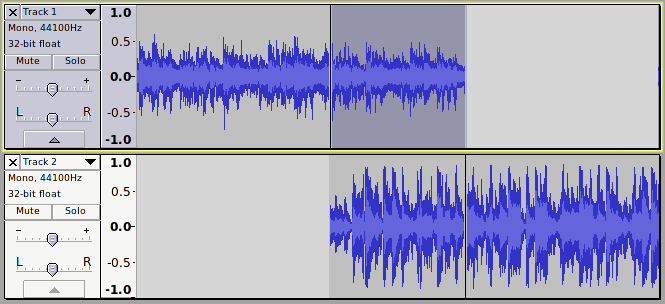 Track 1
1.0
Mono, 44100Hz
32-bit float
0.5-
Mute Solo
0.0-
- +
L R
-0.5-
-1.0
Track 2
1.0
Mono, 44100Hz
32-bit float
0.5-
Mute Solo
0.0-
- +
L R
-0.5-
-1.0